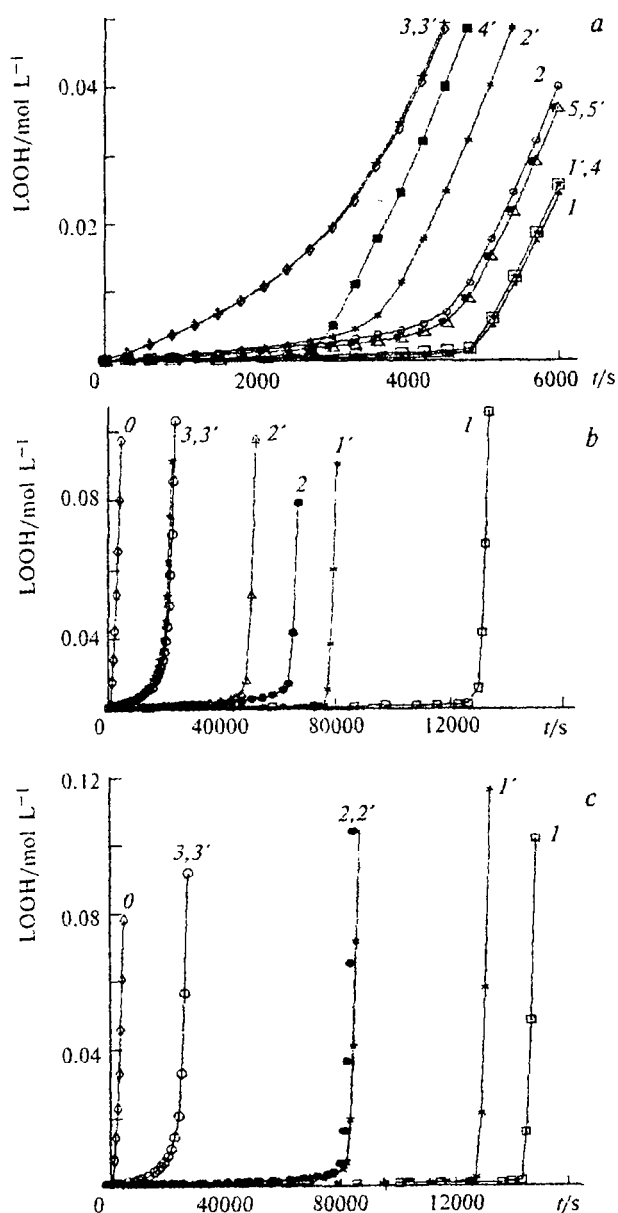 3,3′ 4′ 2′ a
0.04
2
5,5′
LOOH/mol L⁻¹
1′,4
1
0.02
0 2000 4000 6000 t/s
b
0 3,3′ 2′ 1′ 1
2
LOOH/mol L⁻¹
0.08
0.04
0 40000 80000 12000 t/s
0.12
c
2,2′ 1′
3,3′ 1
0
LOOH/mol L⁻¹
0.08
0.04
0 40000 80000 12000 t/s